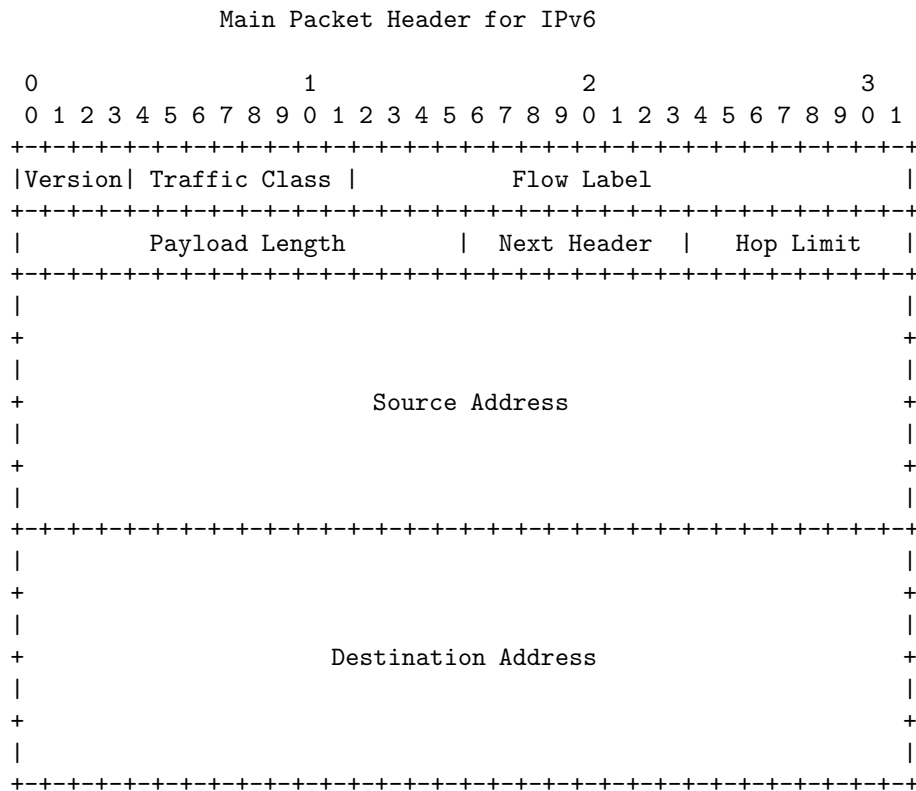 Main Packet Header for IPv6
0                   1                   2                   3
0 1 2 3 4 5 6 7 8 9 0 1 2 3 4 5 6 7 8 9 0 1 2 3 4 5 6 7 8 9 0 1
+-+-+-+-+-+-+-+-+-+-+-+-+-+-+-+-+-+-+-+-+-+-+-+-+-+-+-+-+-+-+-+-+
|Version| Traffic Class |           Flow Label                  |
+-+-+-+-+-+-+-+-+-+-+-+-+-+-+-+-+-+-+-+-+-+-+-+-+-+-+-+-+-+-+-+-+
|         Payload Length        |  Next Header  |   Hop Limit   |
+-+-+-+-+-+-+-+-+-+-+-+-+-+-+-+-+-+-+-+-+-+-+-+-+-+-+-+-+-+-+-+-+
|                                                               |
+                                                               +
|                                                               |
+                         Source Address                        +
|                                                               |
+                                                               +
|                                                               |
+-+-+-+-+-+-+-+-+-+-+-+-+-+-+-+-+-+-+-+-+-+-+-+-+-+-+-+-+-+-+-+-+
|                                                               |
+                                                               +
|                                                               |
+                      Destination Address                      +
|                                                               |
+                                                               +
|                                                               |
+-+-+-+-+-+-+-+-+-+-+-+-+-+-+-+-+-+-+-+-+-+-+-+-+-+-+-+-+-+-+-+-+